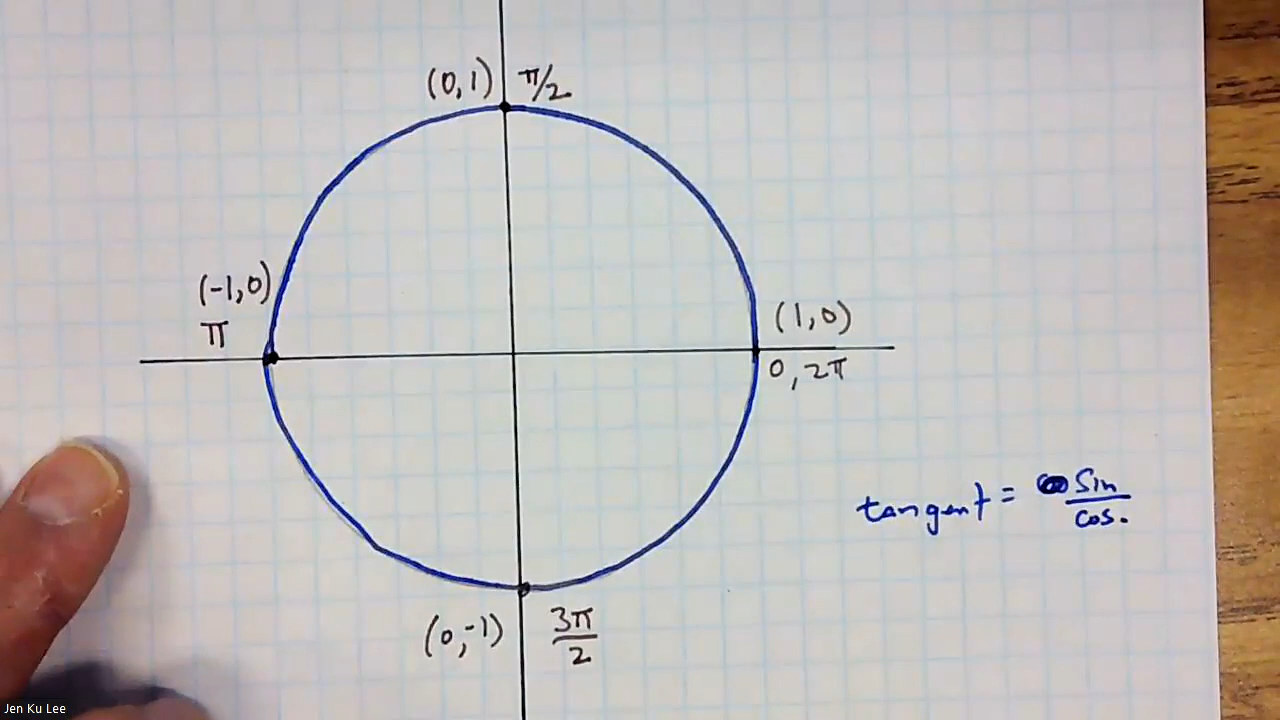 (0,1) π/2
(-1,0)
π
(1,0)
0, 2π
tangent = sin/cos.
(0,-1) 3π/2
Jen Ku Lee